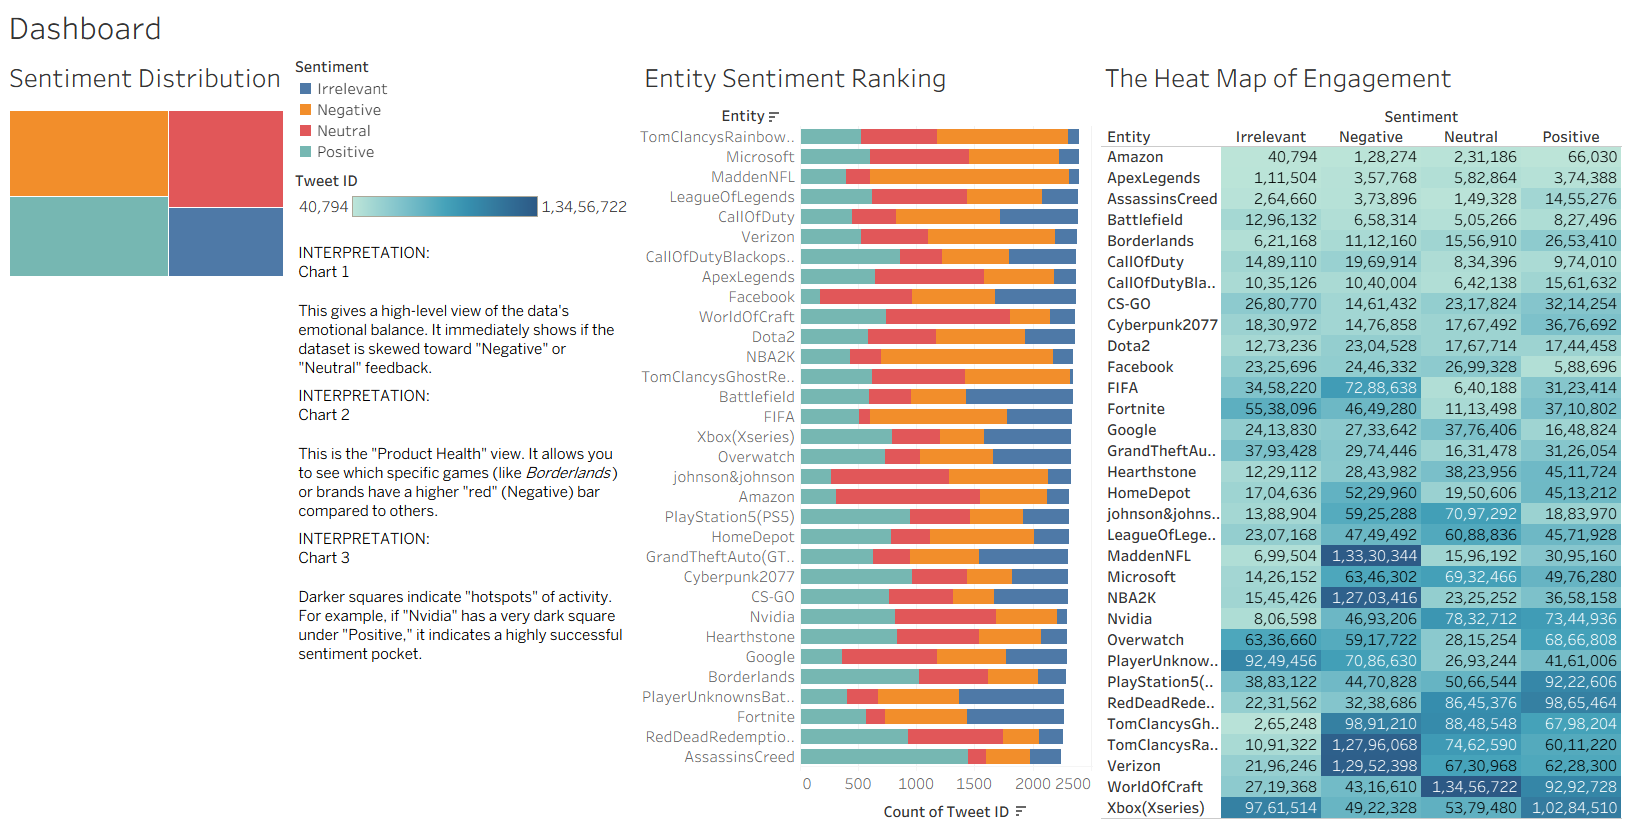 Dashboard
Sentiment Distribution
Sentiment
Irrelevant
Negative
Neutral
Positive
Tweet ID
40,794 1,34,56,722
INTERPRETATION:
Chart 1
This gives a high-level view of the data's
emotional balance. It immediately shows if the
dataset is skewed toward "Negative" or
"Neutral" feedback.
INTERPRETATION:
Chart 2
This is the "Product Health" view. It allows you
to see which specific games (like Borderlands)
or brands have a higher "red" (Negative) bar
compared to others.
INTERPRETATION:
Chart 3
Darker squares indicate "hotspots" of activity.
For example, if "Nvidia" has a very dark square
under "Positive," it indicates a highly successful
sentiment pocket.
Entity Sentiment Ranking
Entity
TomClancysRainbow..
Microsoft
MaddenNFL
LeagueOfLegends
CallOfDuty
Verizon
CallOfDutyBlackops..
ApexLegends
Facebook
WorldOfCraft
Dota2
NBA2K
TomClancysGhostRe..
Battlefield
FIFA
Xbox(Xseries)
Overwatch
johnson&johnson
Amazon
PlayStation5(PS5)
HomeDepot
GrandTheftAuto(GT..
Cyberpunk2077
CS-GO
Nvidia
Hearthstone
Google
Borderlands
PlayerUnknownsBat..
Fortnite
RedDeadRedemptio..
AssassinsCreed
0 500 1000 1500 2000 2500
Count of Tweet ID
The Heat Map of Engagement
Sentiment
Entity Irrelevant Negative Neutral Positive
Amazon 40,794 1,28,274 2,31,186 66,030
ApexLegends 1,11,504 3,57,768 5,82,864 3,74,388
AssassinsCreed 2,64,660 3,73,896 1,49,328 14,55,276
Battlefield 12,96,132 6,58,314 5,05,266 8,27,496
Borderlands 6,21,168 11,12,160 15,56,910 26,53,410
CallOfDuty 14,89,110 19,69,914 8,34,396 9,74,010
CallOfDutyBla.. 10,35,126 10,40,004 6,42,138 15,61,632
CS-GO 26,80,770 14,61,432 23,17,824 32,14,254
Cyberpunk2077 18,30,972 14,76,858 17,67,492 36,76,692
Dota2 12,73,236 23,04,528 17,67,714 17,44,458
Facebook 23,25,696 24,46,332 26,99,328 5,88,696
FIFA 34,58,220 72,88,638 6,40,188 31,23,414
Fortnite 55,38,096 46,49,280 11,13,498 37,10,802
Google 24,13,830 27,33,642 37,76,406 16,48,824
GrandTheftAu.. 37,93,428 29,74,446 16,31,478 31,26,054
Hearthstone 12,29,112 28,43,982 38,23,956 45,11,724
HomeDepot 17,04,636 52,29,960 19,50,606 45,13,212
johnson&johns.. 13,88,904 59,25,288 70,97,292 18,83,970
LeagueOfLege.. 23,07,168 47,49,492 60,88,836 45,71,928
MaddenNFL 6,99,504 1,33,30,344 15,96,192 30,95,160
Microsoft 14,26,152 63,46,302 69,32,466 49,76,280
NBA2K 15,45,426 1,27,03,416 23,25,252 36,58,158
Nvidia 8,06,598 46,93,206 78,32,712 73,44,936
Overwatch 63,36,660 59,17,722 28,15,254 68,66,808
PlayerUnknow.. 92,49,456 70,86,630 26,93,244 41,61,006
PlayStation5(.. 38,83,122 44,70,828 50,66,544 92,22,606
RedDeadRede.. 22,31,562 32,38,686 86,45,376 98,65,464
TomClancysGh.. 2,65,248 98,91,210 88,48,548 67,98,204
TomClancysRa.. 10,91,322 1,27,96,068 74,62,590 60,11,220
Verizon 21,96,246 1,29,52,398 67,30,968 62,28,300
WorldOfCraft 27,19,368 43,16,610 1,34,56,722 92,92,728
Xbox(Xseries) 97,61,514 49,22,328 53,79,480 1,02,84,510